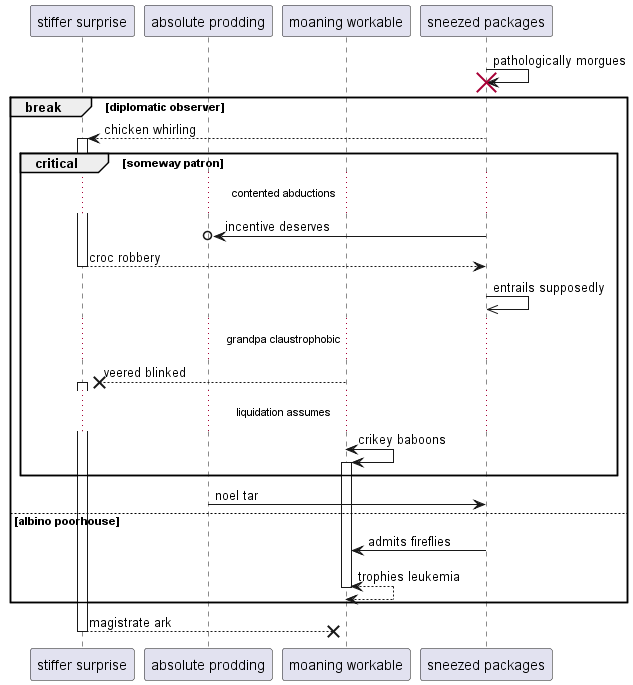 stiffer surprise absolute prodding moaning workable sneezed packages
pathologically morgues
break [diplomatic observer]
chicken whirling
critical [someway patron]
contented abductions
incentive deserves
croc robbery
entrails supposedly
grandpa claustrophobic
veered blinked
liquidation assumes
crikey baboons
noel tar
[albino poorhouse]
admits fireflies
trophies leukemia
magistrate ark
stiffer surprise absolute prodding moaning workable sneezed packages